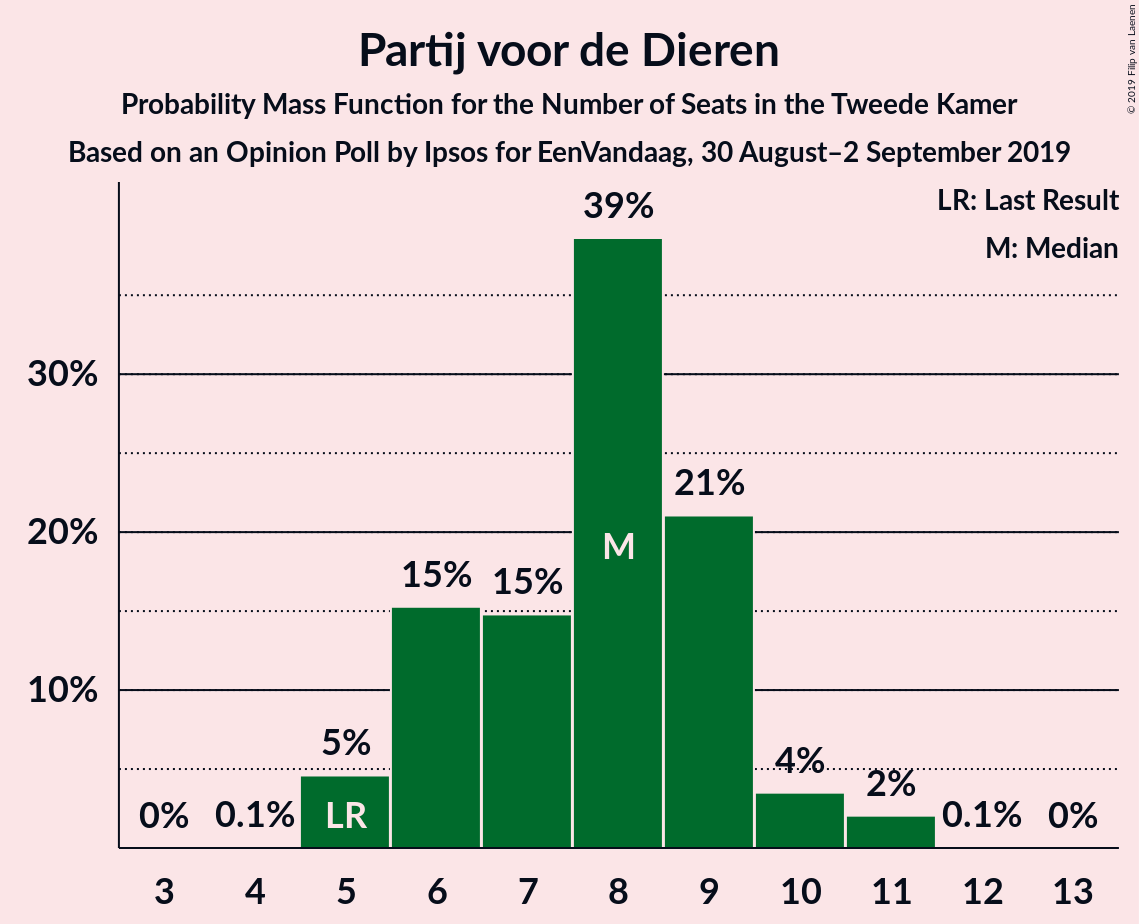 Partij voor de Dieren
Probability Mass Function for the Number of Seats in the Tweede Kamer
Based on an Opinion Poll by Ipsos for EenVandaag, 30 August–2 September 2019
© 2019 Filip van Laenen
LR: Last Result
M: Median
39%
30%
21%
20%
M
15%
15%
10%
5%
4%
2%
0%
0.1%
LR
0.1%
0%
3 4 5 6 7 8 9 10 11 12 13